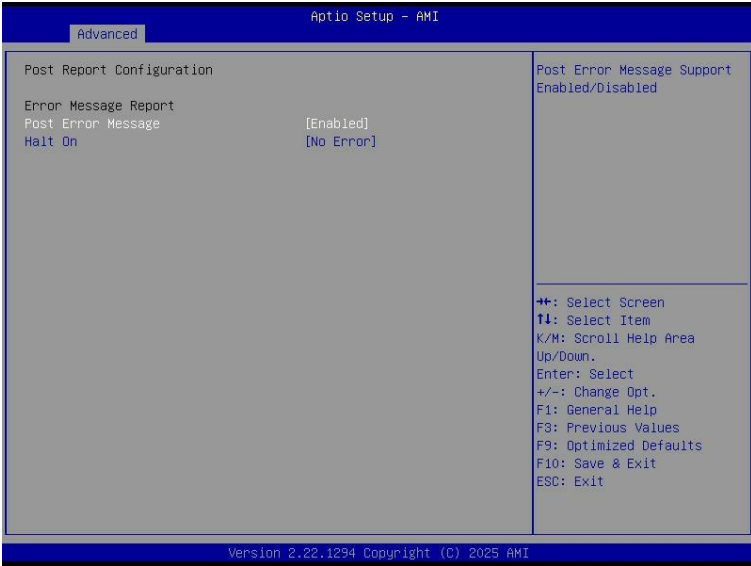 Aptio Setup - AMI
Advanced
Post Report Configuration
Error Message Report
Post Error Message [Enabled]
Halt On [No Error]
Post Error Message Support
Enabled/Disabled
→←: Select Screen
↑↓: Select Item
K/M: Scroll Help Area
Up/Down.
Enter: Select
+/-: Change Opt.
F1: General Help
F3: Previous Values
F9: Optimized Defaults
F10: Save & Exit
ESC: Exit
Version 2.22.1294 Copyright (C) 2025 AMI